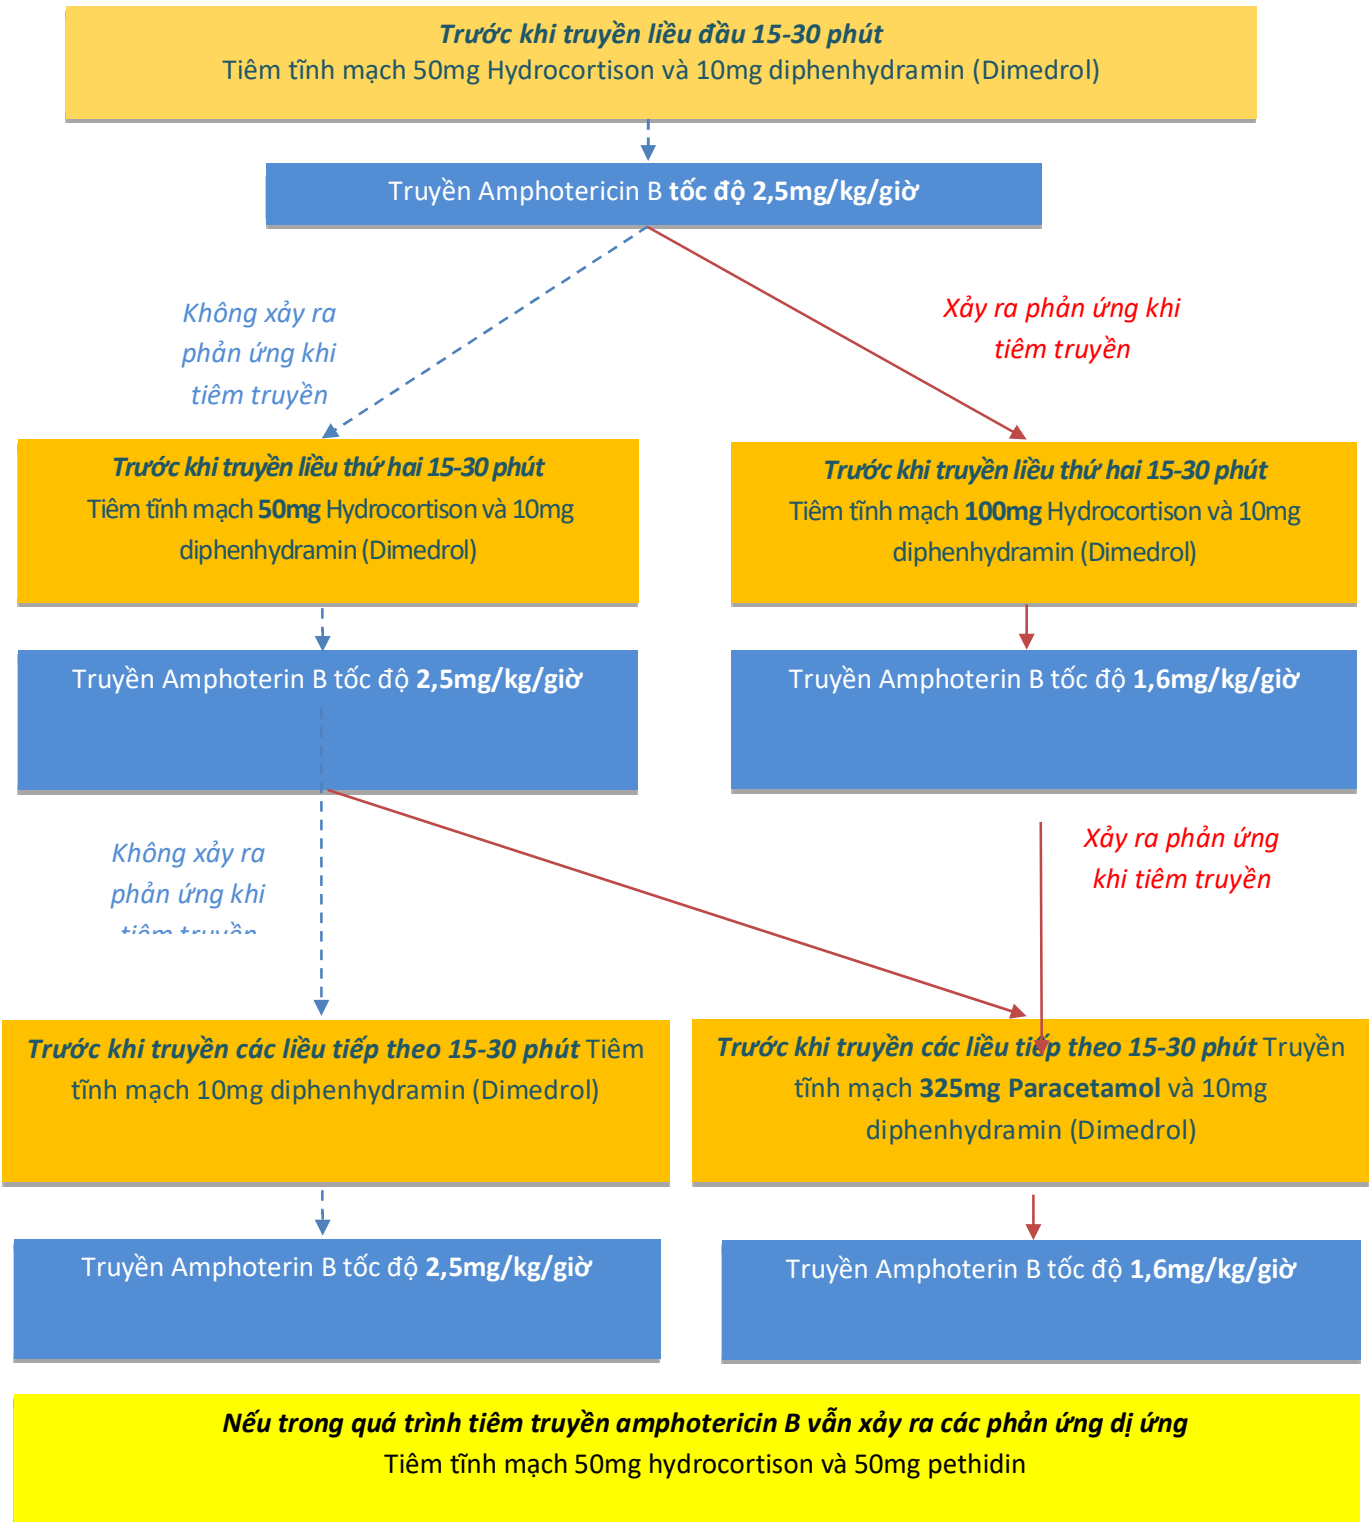 Trước khi truyền liều đầu 15-30 phút
Tiêm tĩnh mạch 50mg Hydrocortison và 10mg diphenhydramin (Dimedrol)
Truyền Amphotericin B tốc độ 2,5mg/kg/giờ
Không xảy ra
phản ứng khi
tiêm truyền
Xảy ra phản ứng khi
tiêm truyền
Trước khi truyền liều thứ hai 15-30 phút
Tiêm tĩnh mạch 50mg Hydrocortison và 10mg
diphenhydramin (Dimedrol)
Trước khi truyền liều thứ hai 15-30 phút
Tiêm tĩnh mạch 100mg Hydrocortison và 10mg
diphenhydramin (Dimedrol)
Truyền Amphoterin B tốc độ 2,5mg/kg/giờ
Truyền Amphoterin B tốc độ 1,6mg/kg/giờ
Không xảy ra
phản ứng khi
tiêm truyền
Xảy ra phản ứng
khi tiêm truyền
Trước khi truyền các liều tiếp theo 15-30 phút Tiêm
tĩnh mạch 10mg diphenhydramin (Dimedrol)
Trước khi truyền các liều tiếp theo 15-30 phút Truyền
tĩnh mạch 325mg Paracetamol và 10mg
diphenhydramin (Dimedrol)
Truyền Amphoterin B tốc độ 2,5mg/kg/giờ
Truyền Amphoterin B tốc độ 1,6mg/kg/giờ
Nếu trong quá trình tiêm truyền amphotericin B vẫn xảy ra các phản ứng dị ứng
Tiêm tĩnh mạch 50mg hydrocortison và 50mg pethidin